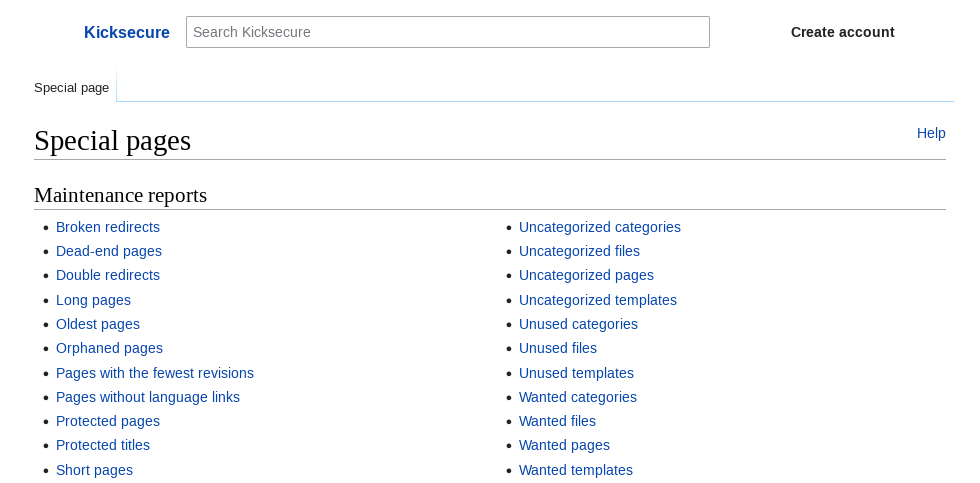 Kicksecure
Search Kicksecure
Create account
Special page
Special pages
Help
Maintenance reports
Broken redirects
Dead-end pages
Double redirects
Long pages
Oldest pages
Orphaned pages
Pages with the fewest revisions
Pages without language links
Protected pages
Protected titles
Short pages
Uncategorized categories
Uncategorized files
Uncategorized pages
Uncategorized templates
Unused categories
Unused files
Unused templates
Wanted categories
Wanted files
Wanted pages
Wanted templates